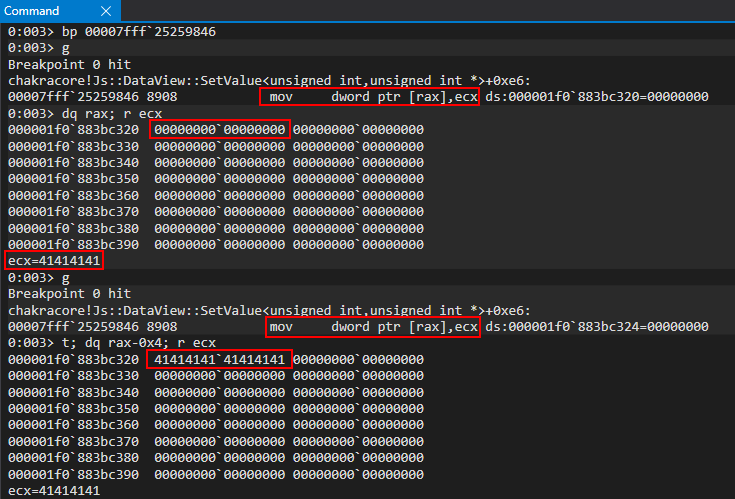 Command
0:003> bp 00007fff`25259846
0:003> g
Breakpoint 0 hit
chakracore!Js::DataView::SetValue<unsigned int,unsigned int *>+0xe6:
00007fff`25259846 8908 mov dword ptr [rax],ecx ds:000001f0`883bc320=00000000
0:003> dq rax; r ecx
000001f0`883bc320 00000000`00000000 00000000`00000000
000001f0`883bc330 00000000`00000000 00000000`00000000
000001f0`883bc340 00000000`00000000 00000000`00000000
000001f0`883bc350 00000000`00000000 00000000`00000000
000001f0`883bc360 00000000`00000000 00000000`00000000
000001f0`883bc370 00000000`00000000 00000000`00000000
000001f0`883bc380 00000000`00000000 00000000`00000000
000001f0`883bc390 00000000`00000000 00000000`00000000
ecx=41414141
0:003> g
Breakpoint 0 hit
chakracore!Js::DataView::SetValue<unsigned int,unsigned int *>+0xe6:
00007fff`25259846 8908 mov dword ptr [rax],ecx ds:000001f0`883bc324=00000000
0:003> t; dq rax-0x4; r ecx
000001f0`883bc320 41414141`41414141 00000000`00000000
000001f0`883bc330 00000000`00000000 00000000`00000000
000001f0`883bc340 00000000`00000000 00000000`00000000
000001f0`883bc350 00000000`00000000 00000000`00000000
000001f0`883bc360 00000000`00000000 00000000`00000000
000001f0`883bc370 00000000`00000000 00000000`00000000
000001f0`883bc380 00000000`00000000 00000000`00000000
000001f0`883bc390 00000000`00000000 00000000`00000000
ecx=41414141